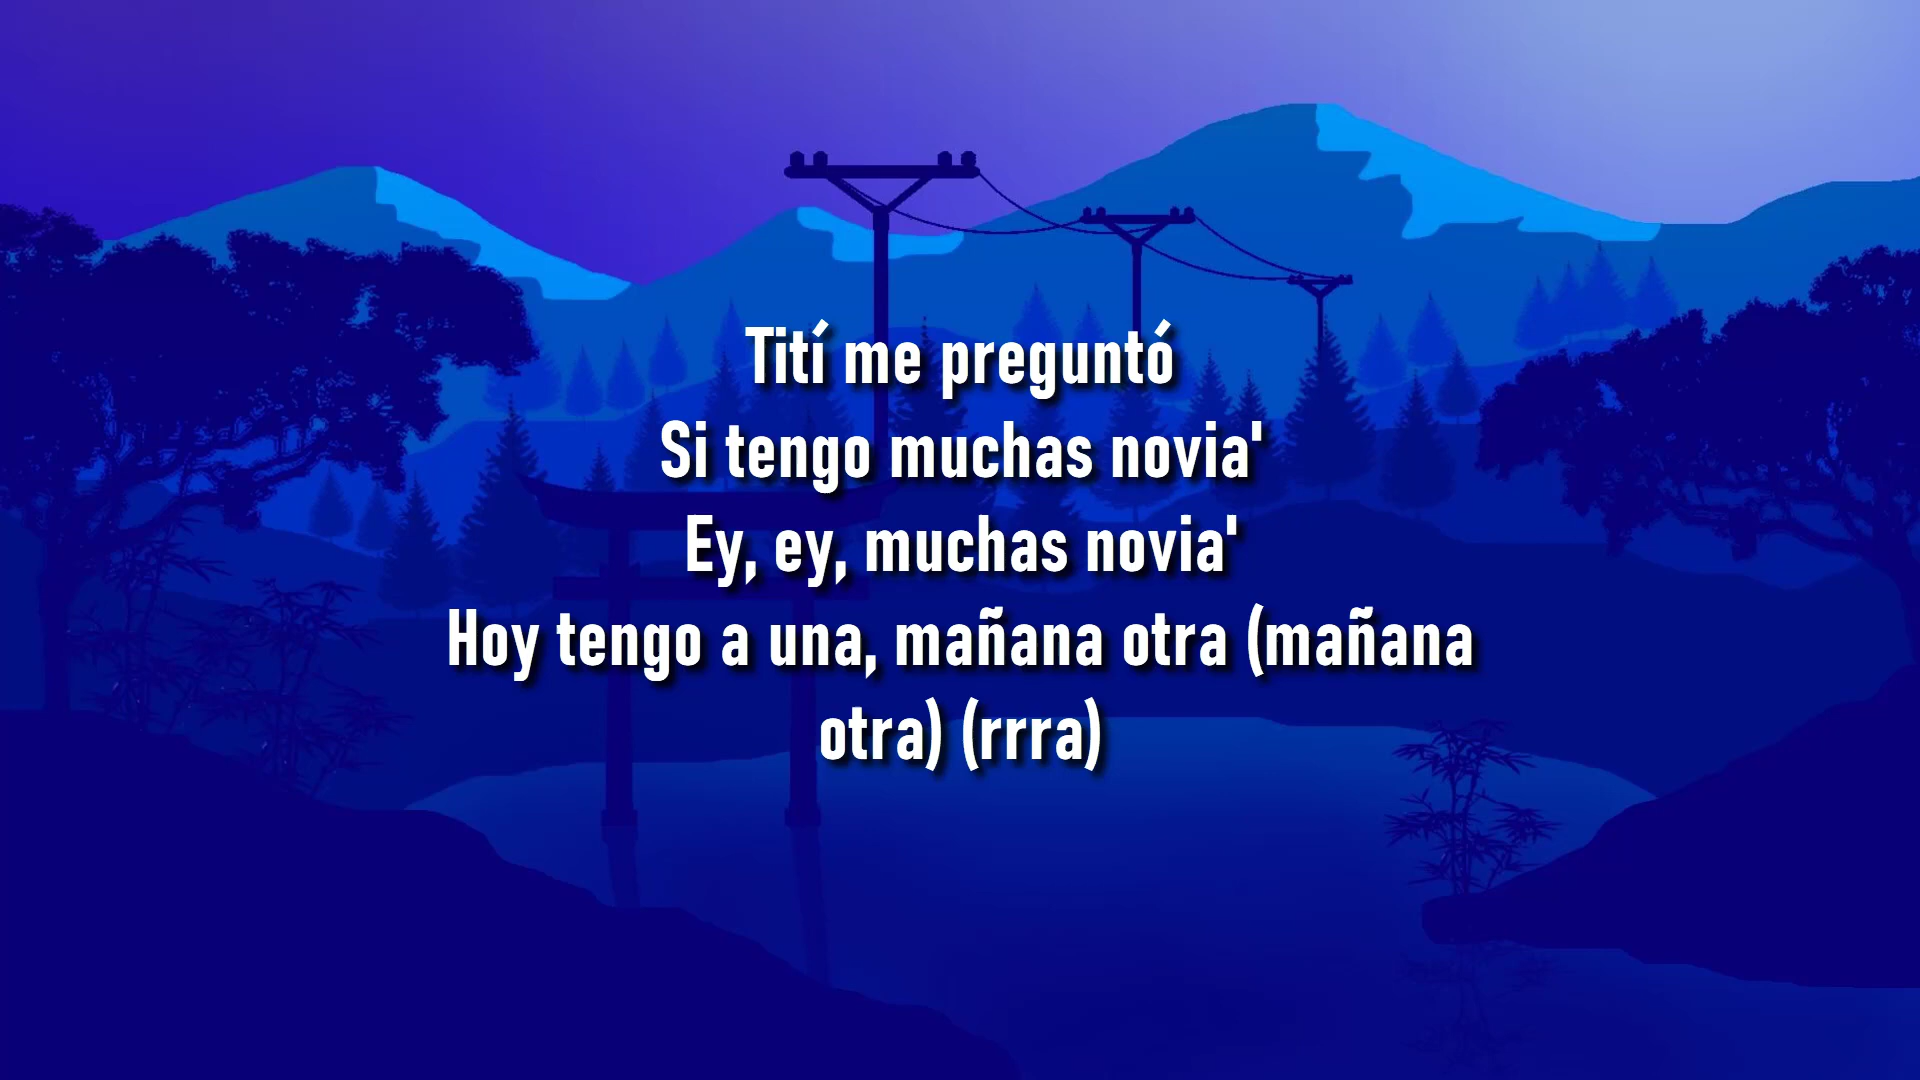 Tití me preguntó
Si tengo muchas novia'
Ey, ey, muchas novia'
Hoy tengo a una, mañana otra (mañana
otra) (rrra)